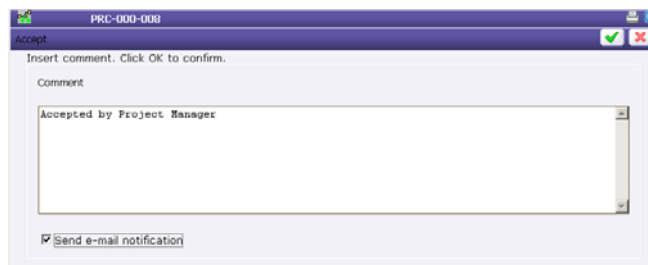 PRC-000-008
Accept
Insert comment. Click OK to confirm.
Comment
Accepted by Project Manager
Send e-mail notification